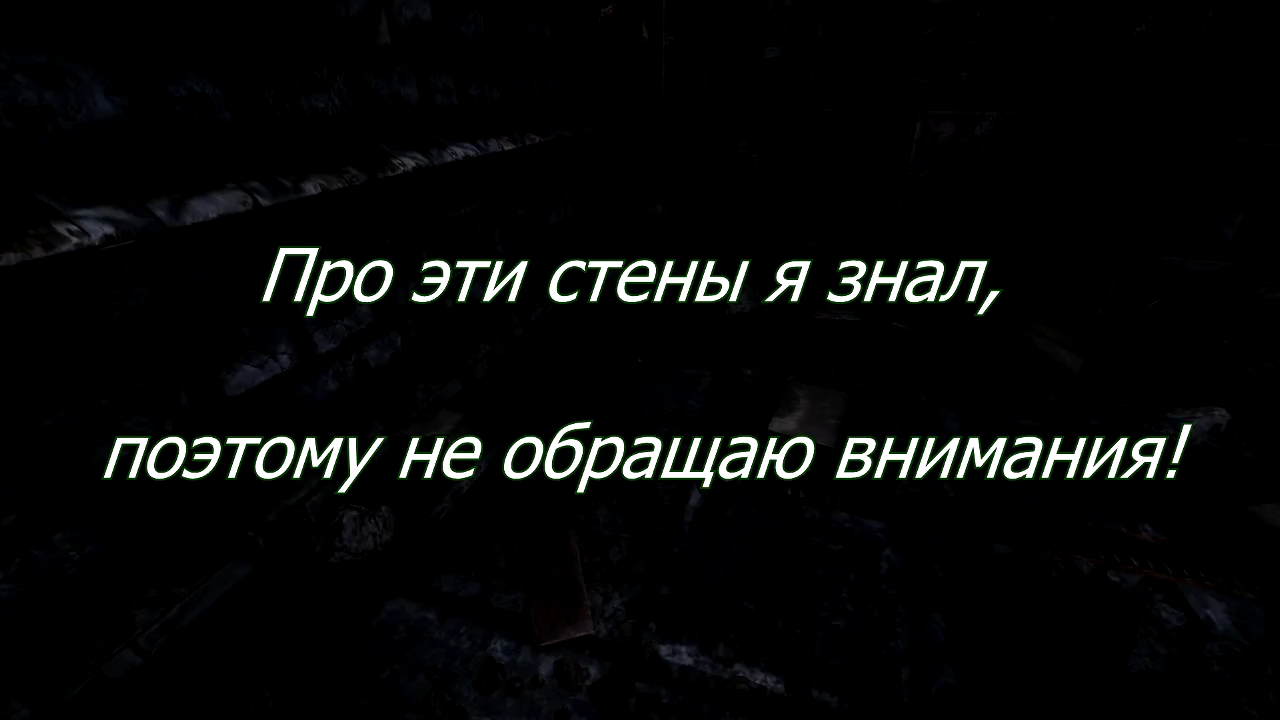 Про эти стены я знал,
поэтому не обращаю внимания!